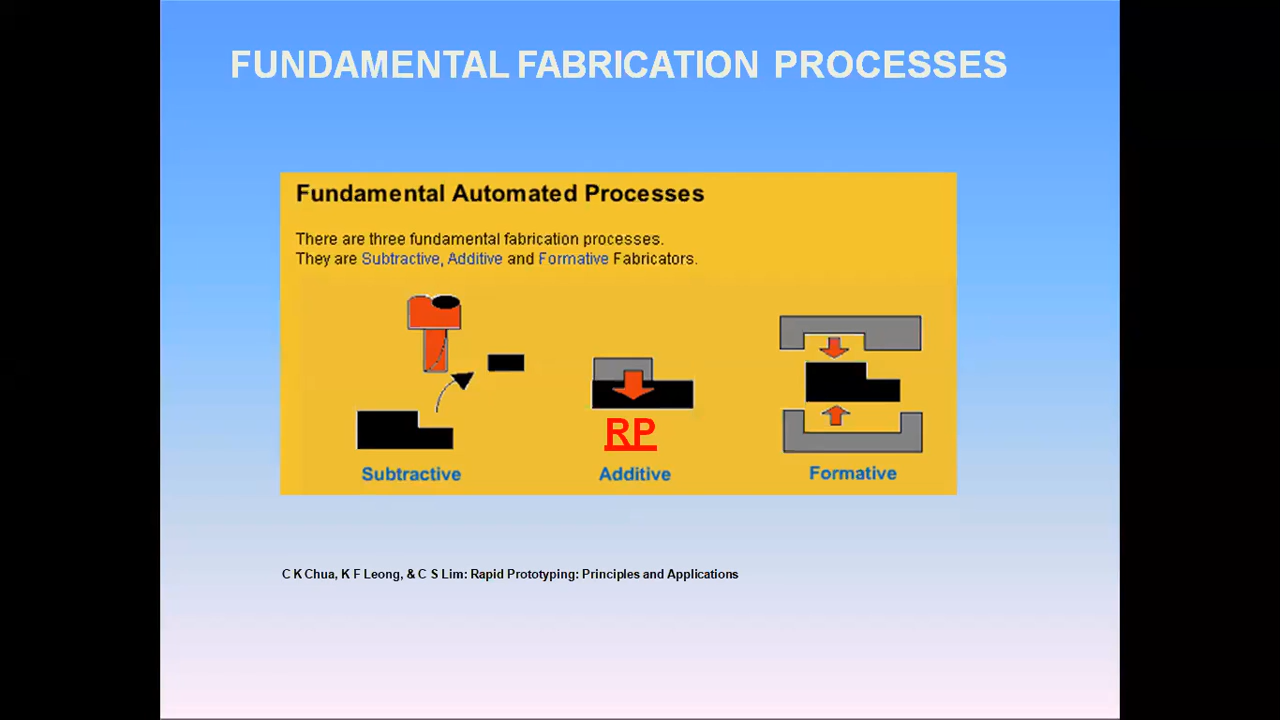 FUNDAMENTAL FABRICATION PROCESSES
Fundamental Automated Processes
There are three fundamental fabrication processes.
They are Subtractive, Additive and Formative Fabricators.
RP
Subtractive
Additive
Formative
C K Chua, K F Leong, & C S Lim: Rapid Prototyping: Principles and Applications